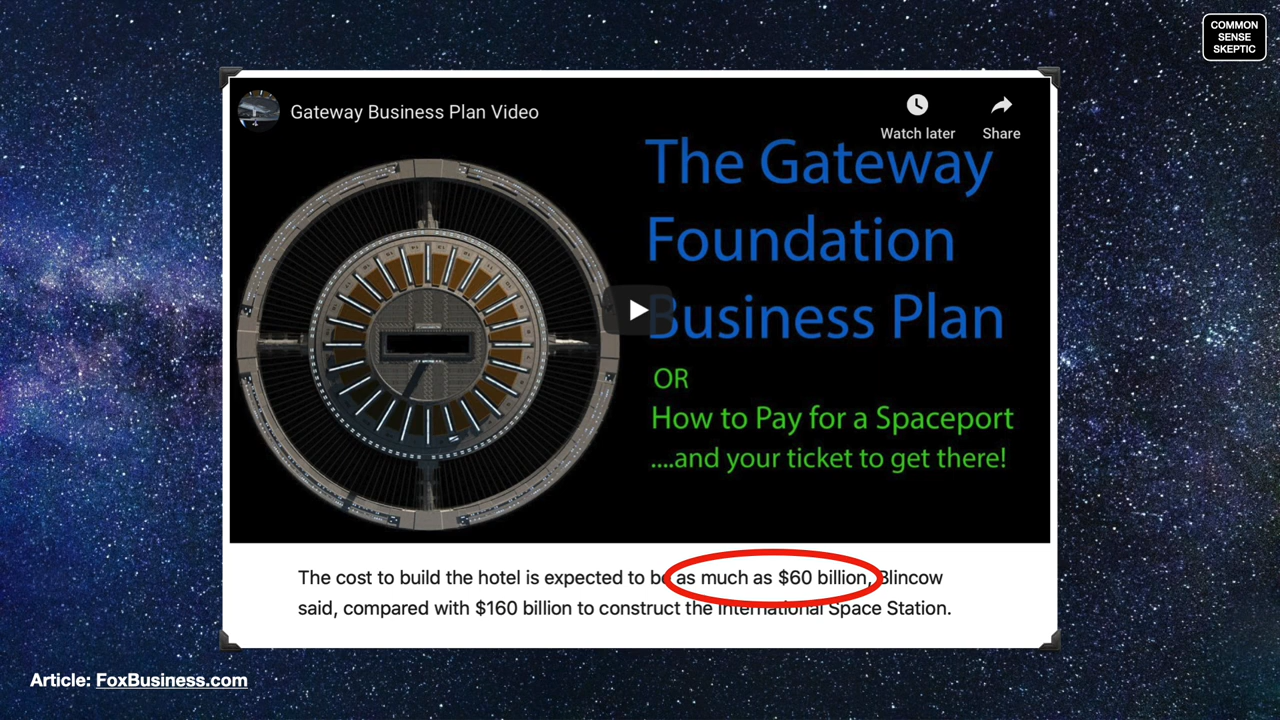 COMMON
SENSE
SKEPTIC
Gateway Business Plan Video
Watch later
Share
The Gateway
Foundation
Business Plan
OR
How to Pay for a Spaceport
....and your ticket to get there!
The cost to build the hotel is expected to be as much as $60 billion, Blincow
said, compared with $160 billion to construct the International Space Station.
Article: FoxBusiness.com